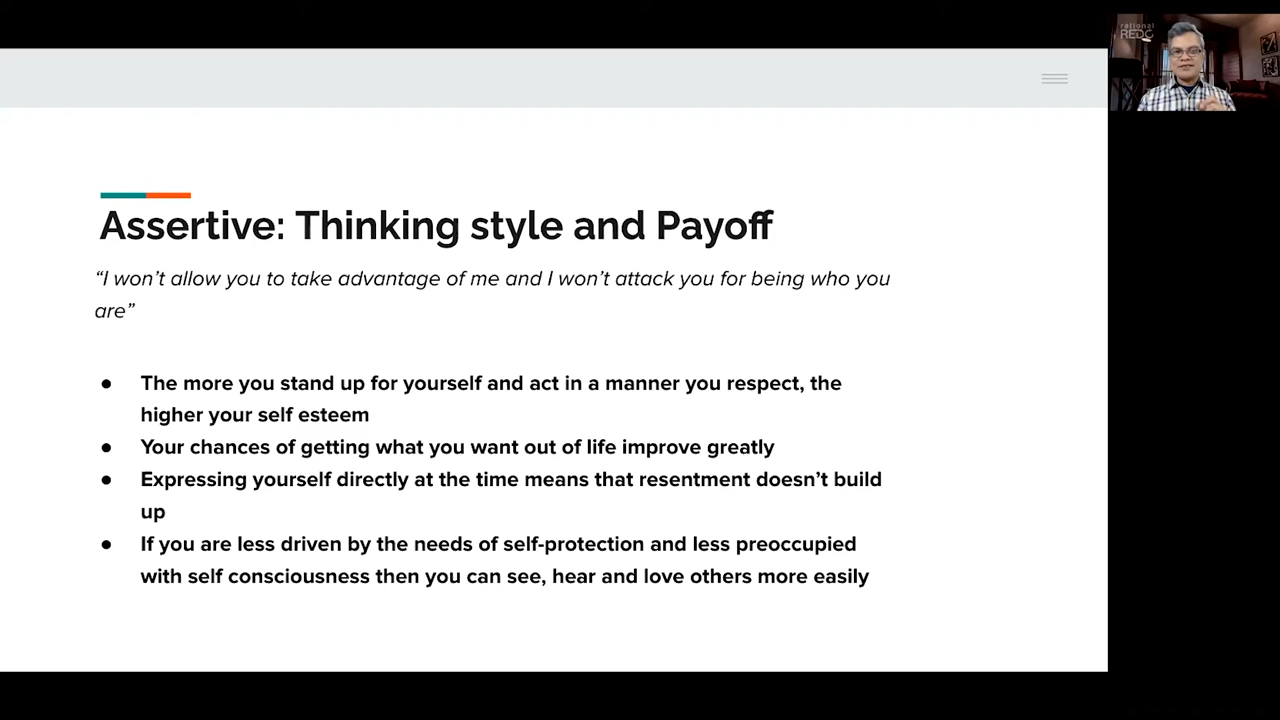 rational
REDC
Assertive: Thinking style and Payoff
“I won’t allow you to take advantage of me and I won’t attack you for being who you
are”
● The more you stand up for yourself and act in a manner you respect, the
higher your self esteem
● Your chances of getting what you want out of life improve greatly
● Expressing yourself directly at the time means that resentment doesn’t build
up
● If you are less driven by the needs of self-protection and less preoccupied
with self consciousness then you can see, hear and love others more easily